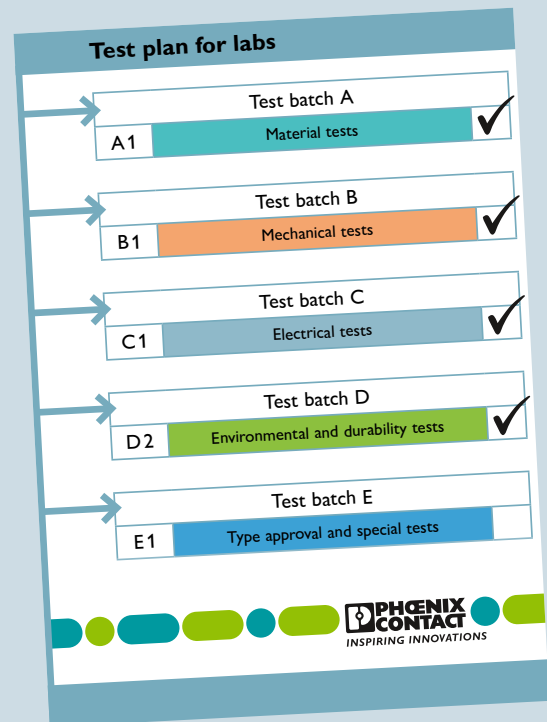 Test plan for labs
Test batch A
A1 Material tests
Test batch B
B1 Mechanical tests
Test batch C
C1 Electrical tests
Test batch D
D2 Environmental and durability tests
Test batch E
E1 Type approval and special tests
PHŒNIX
CONTACT
INSPIRING INNOVATIONS